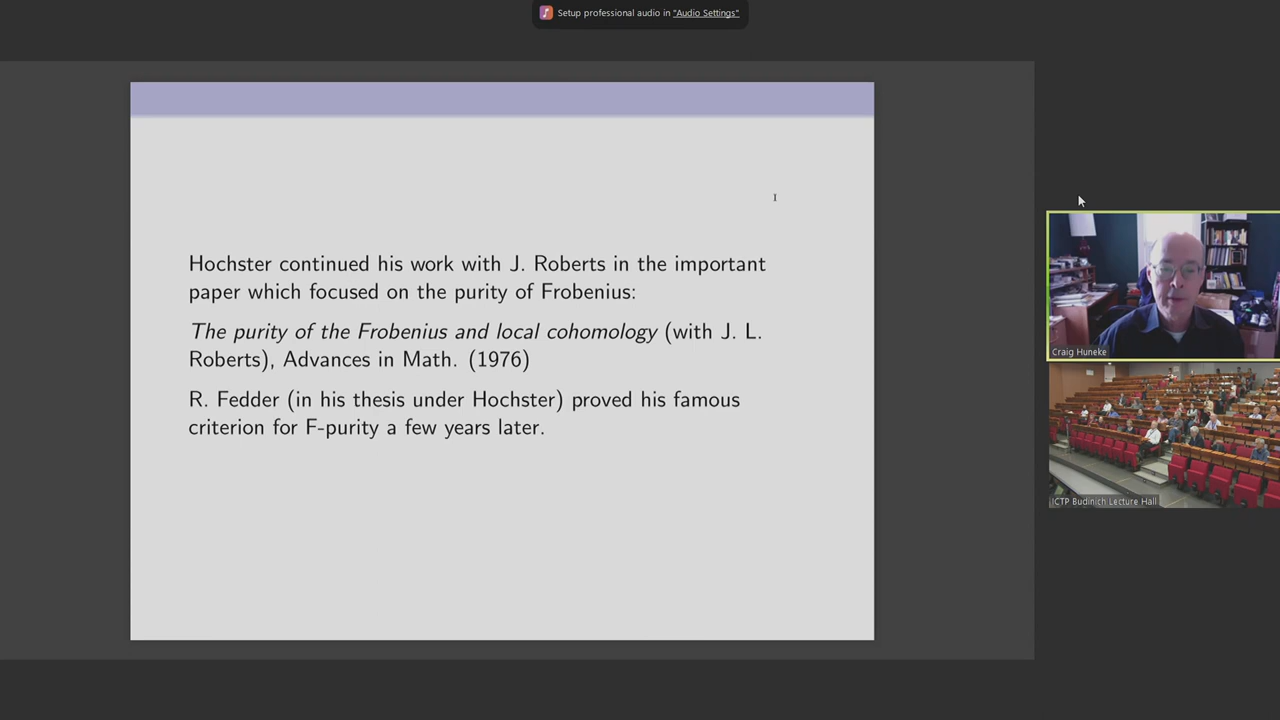 Setup professional audio in "Audio Settings"
Hochster continued his work with J. Roberts in the important
paper which focused on the purity of Frobenius:
The purity of the Frobenius and local cohomology (with J. L.
Roberts), Advances in Math. (1976)
R. Fedder (in his thesis under Hochster) proved his famous
criterion for F-purity a few years later.
Craig Huneke
ICTP Budinich Lecture Hall